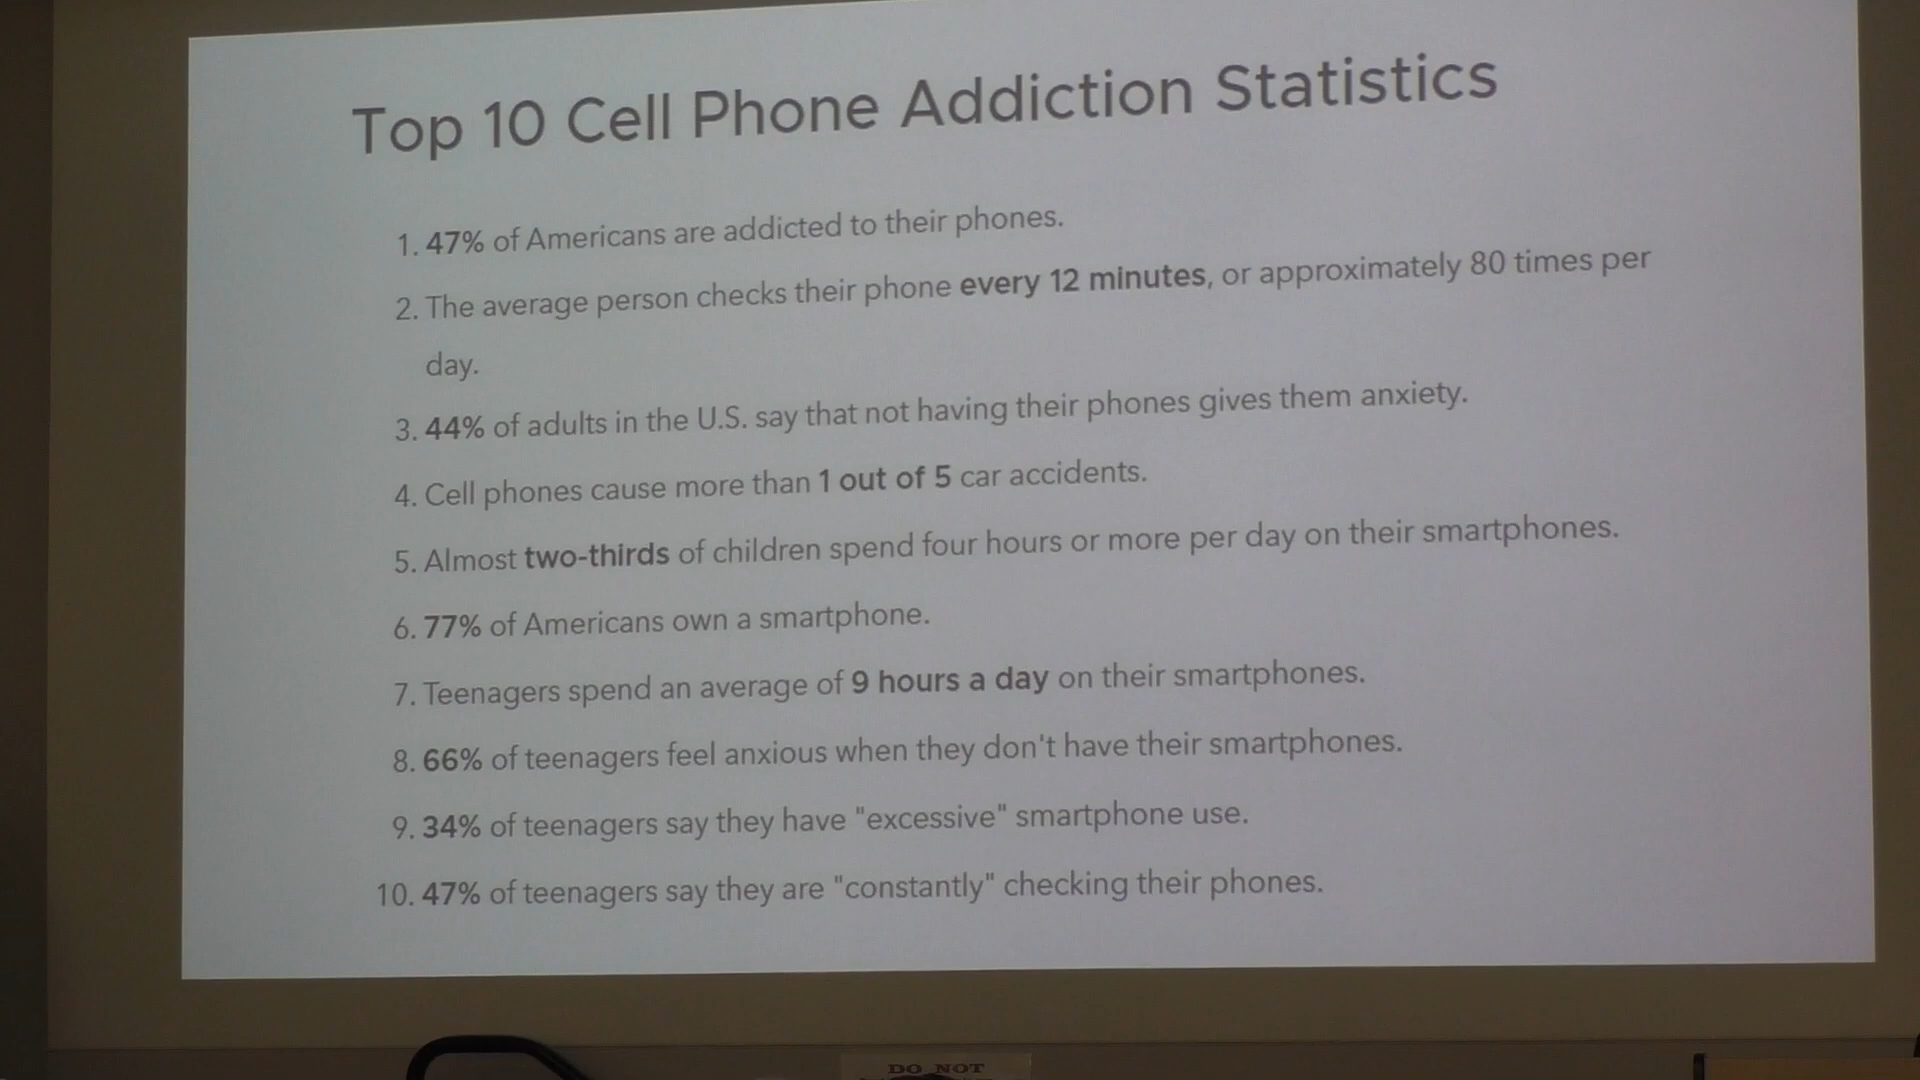 Top 10 Cell Phone Addiction Statistics
1. 47% of Americans are addicted to their phones.
2. The average person checks their phone every 12 minutes, or approximately 80 times per
day.
3. 44% of adults in the U.S. say that not having their phones gives them anxiety.
4. Cell phones cause more than 1 out of 5 car accidents.
5. Almost two-thirds of children spend four hours or more per day on their smartphones.
6. 77% of Americans own a smartphone.
7. Teenagers spend an average of 9 hours a day on their smartphones.
8. 66% of teenagers feel anxious when they don't have their smartphones.
9. 34% of teenagers say they have "excessive" smartphone use.
10. 47% of teenagers say they are "constantly" checking their phones.
DO NOT